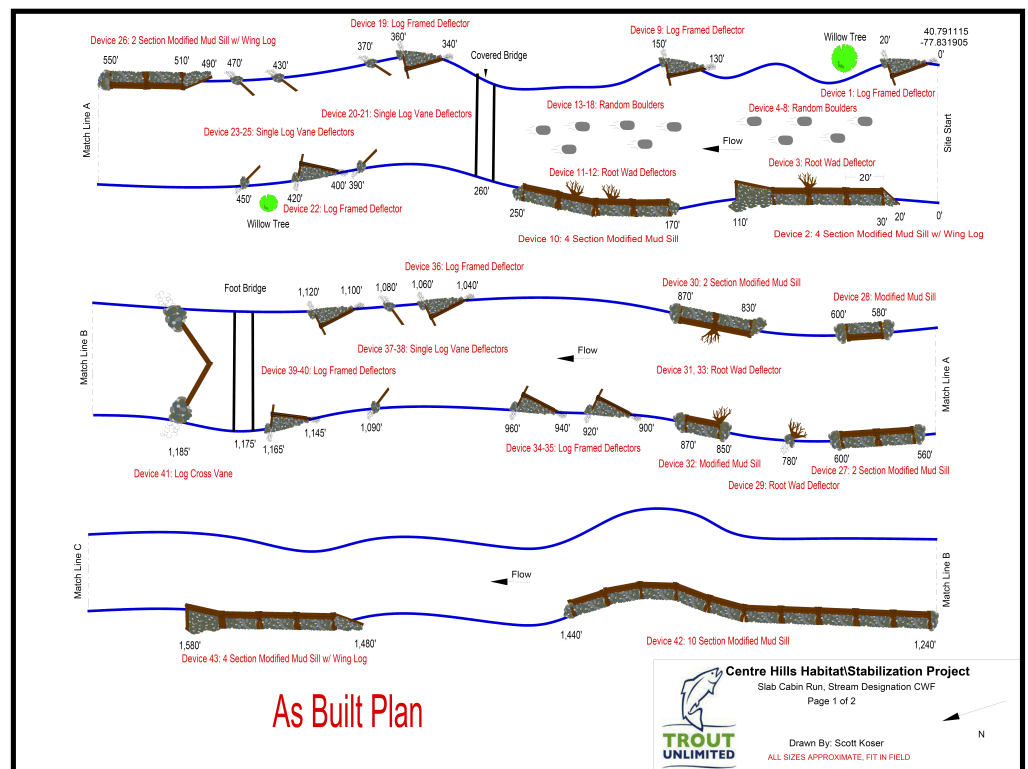 Device 19: Log Framed Deflector
Device 26: 2 Section Modified Mud Sill w/ Wing Log
360'
370'
340'
Covered Bridge
Device 9: Log Framed Deflector
150'
130'
Willow Tree
20'
40.791115
-77.831905
0'
550'
510'
490'
470'
430'
Device 1: Log Framed Deflector
Device 20-21: Single Log Vane Deflectors
Device 13-18: Random Boulders
Device 4-8: Random Boulders
Device 23-25: Single Log Vane Deflectors
Match Line A
Flow
Site Start
Device 3: Root Wad Deflector
Device 11-12: Root Wad Deflectors
20'
450'
420'
400'
390'
260'
250'
170'
110'
30'
20'
0'
Willow Tree
Device 22: Log Framed Deflector
Device 10: 4 Section Modified Mud Sill
Device 2: 4 Section Modified Mud Sill w/ Wing Log
Device 36: Log Framed Deflector
Foot Bridge
1,120'
1,100'
1,080'
1,060'
1,040'
Device 30: 2 Section Modified Mud Sill
870'
830'
Device 28: Modified Mud Sill
600'
580'
Match Line B
Device 37-38: Single Log Vane Deflectors
Flow
Device 39-40: Log Framed Deflectors
Device 31, 33: Root Wad Deflector
Match Line A
1,185'
1,175'
1,165'
1,145'
1,090'
960'
940'
920'
900'
870'
850'
780'
600'
560'
Device 34-35: Log Framed Deflectors
Device 41: Log Cross Vane
Device 32: Modified Mud Sill
Device 27: 2 Section Modified Mud Sill
Device 29: Root Wad Deflector
Match Line C
Flow
Match Line B
1,580'
1,480'
1,440'
1,240'
Device 43: 4 Section Modified Mud Sill w/ Wing Log
Device 42: 10 Section Modified Mud Sill
As Built Plan
Centre Hills Habitat\Stabilization Project
Slab Cabin Run, Stream Designation CWF
Page 1 of 2
TROUT
UNLIMITED
Drawn By: Scott Koser
ALL SIZES APPROXIMATE, FIT IN FIELD
N